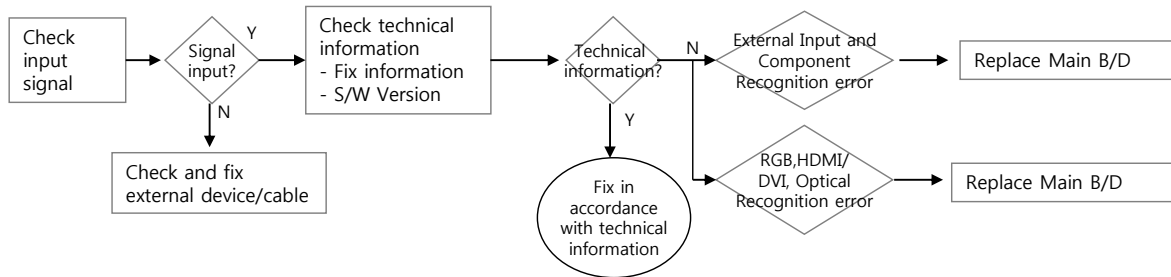 Check
input
signal
Signal
input?
Y
N
Check and fix
external device/cable
Check technical
information
- Fix information
- S/W Version
Technical
information?
N
Y
Fix in
accordance
with technical
information
External Input and
Component
Recognition error
Replace Main B/D
RGB,HDMI/
DVI, Optical
Recognition error
Replace Main B/D